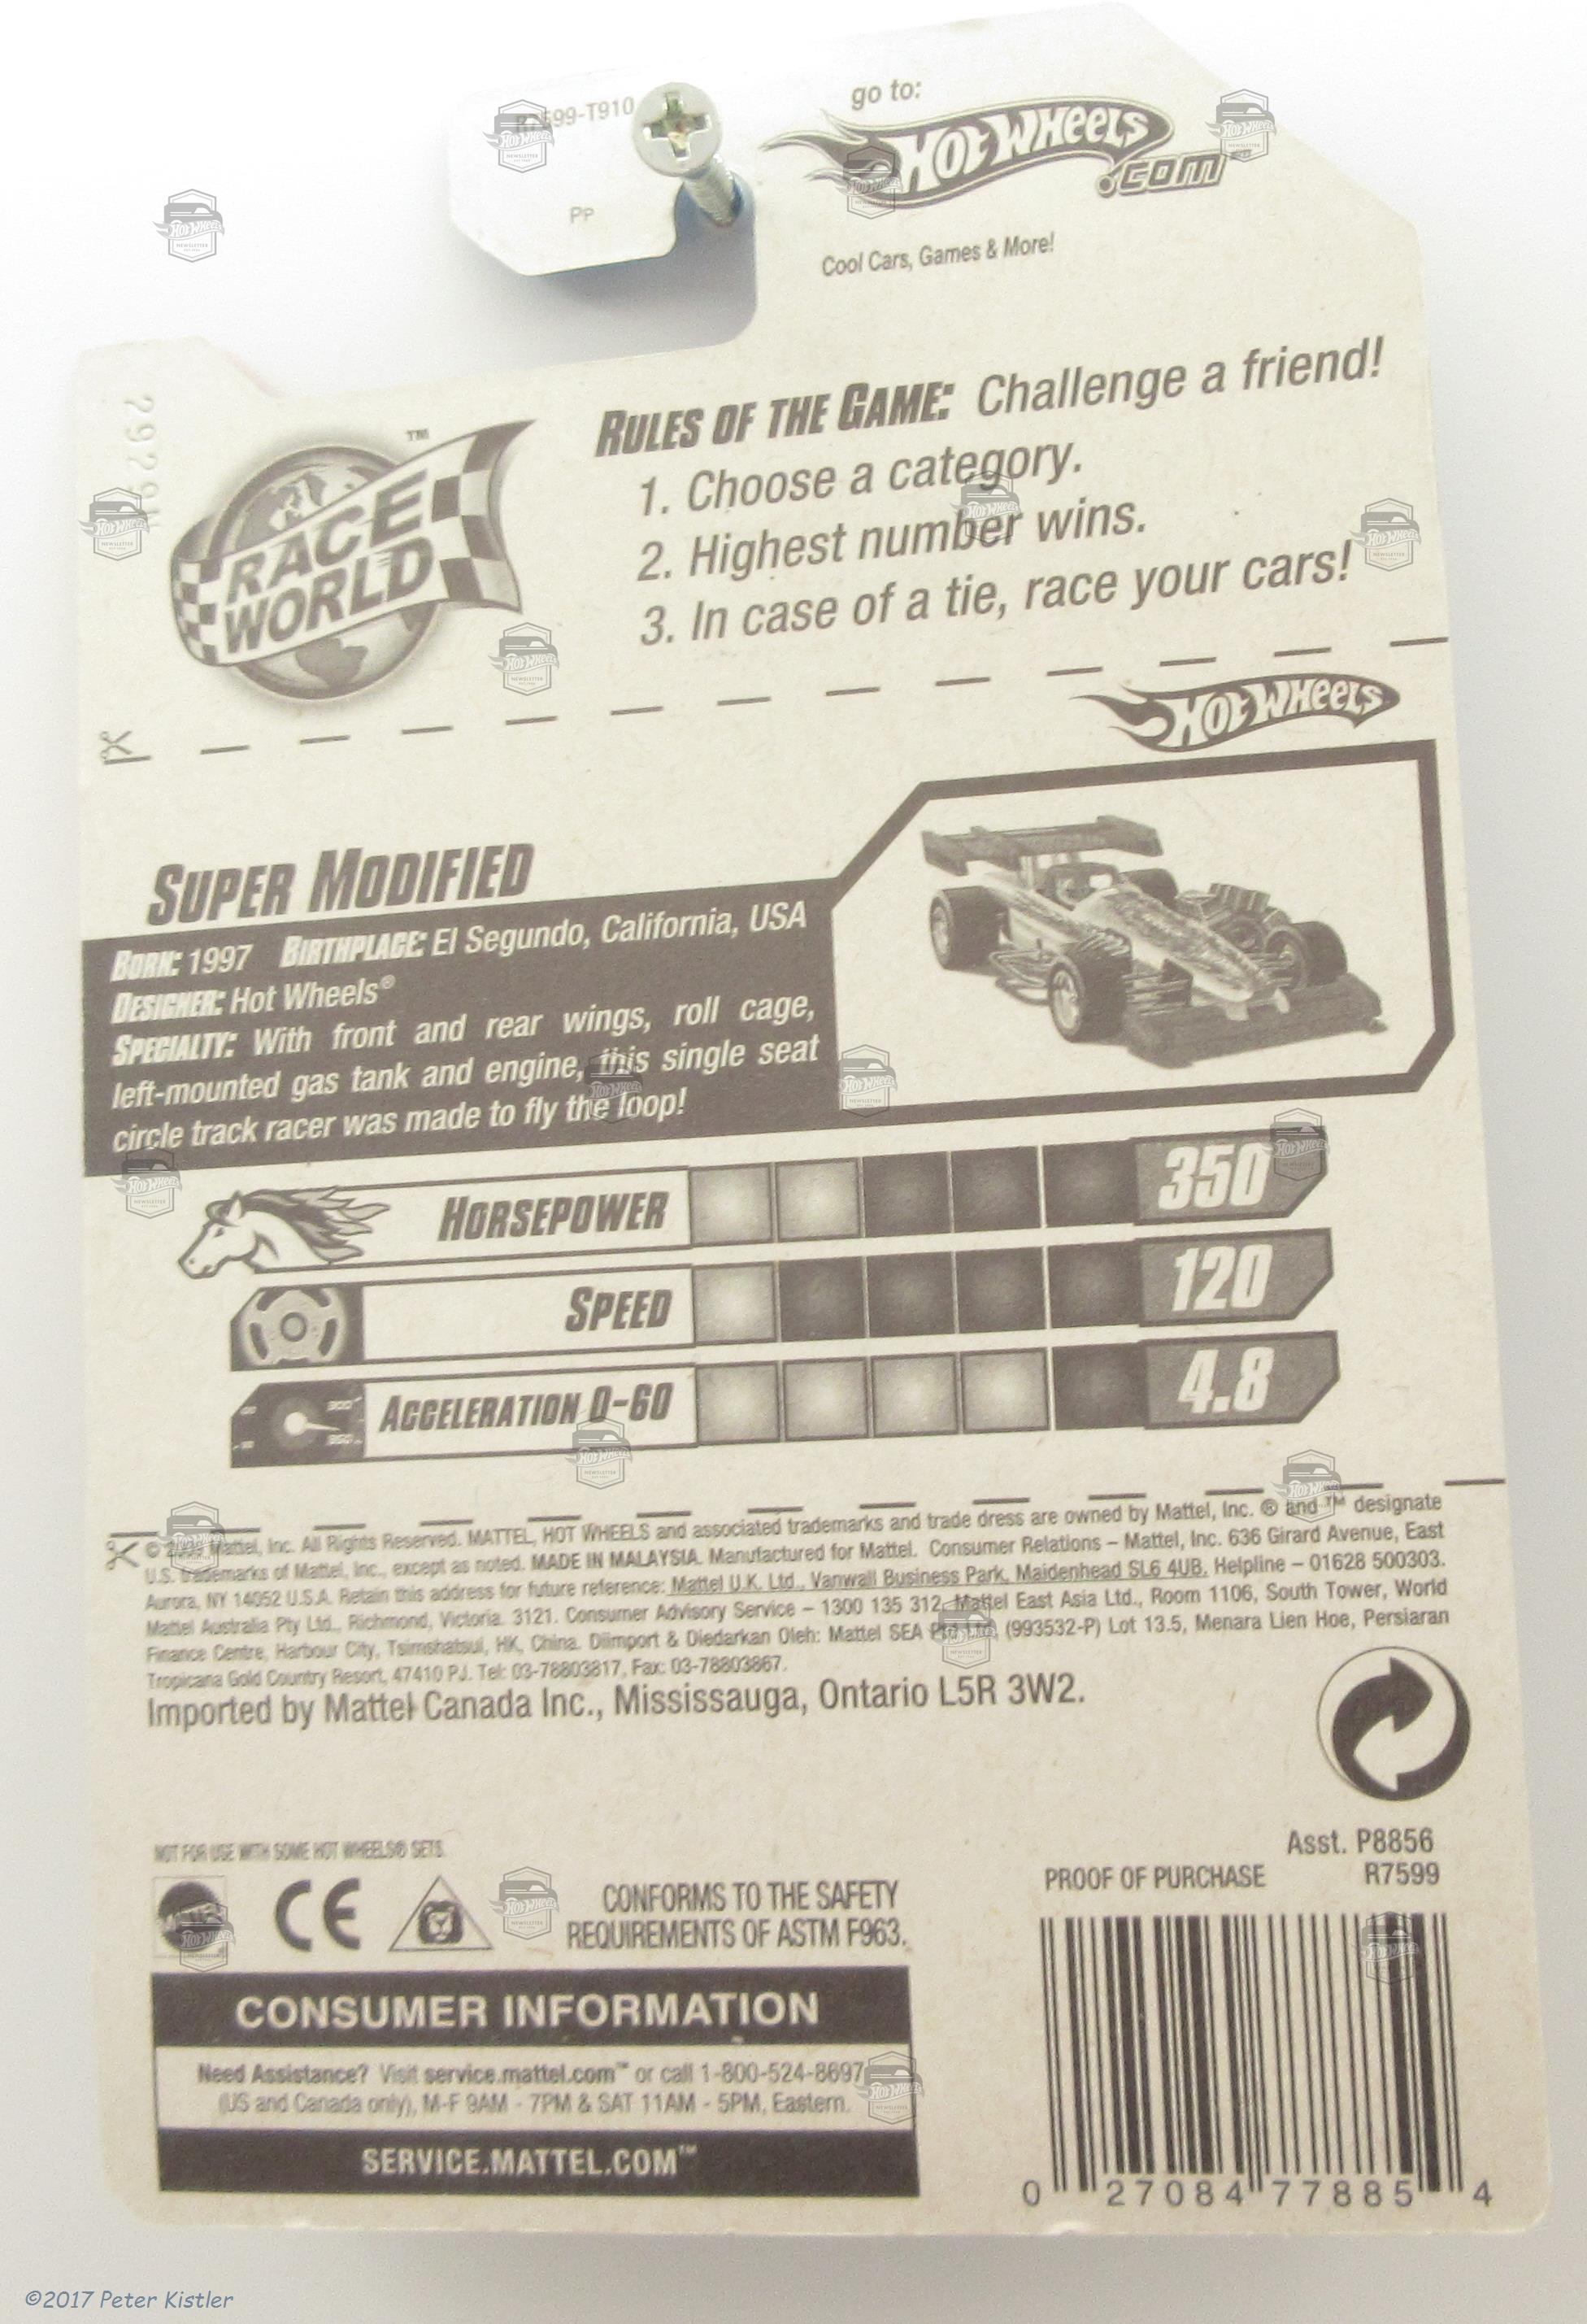 599-T910
PP
go to:
HOT WHEELS
.COM™
Cool Cars, Games & More!
RACE WORLD™
RULES OF THE GAME: Challenge a friend!
1. Choose a category.
2. Highest number wins.
3. In case of a tie, race your cars!
HOT WHEELS
SUPER MODIFIED
BORN: 1997 BIRTHPLACE: El Segundo, California, USA
DESIGNER: Hot Wheels®
SPECIALTY: With front and rear wings, roll cage,
left-mounted gas tank and engine, this single seat
circle track racer was made to fly the loop!
HORSEPOWER 350
SPEED 120
ACCELERATION 0-60 4.8
© Mattel, Inc. All Rights Reserved. MATTEL, HOT WHEELS and associated trademarks and trade dress are owned by Mattel, Inc. ® and ™ designate
U.S. trademarks of Mattel, Inc., except as noted. MADE IN MALAYSIA. Manufactured for Mattel. Consumer Relations – Mattel, Inc. 636 Girard Avenue, East
Aurora, NY 14052 U.S.A. Retain this address for future reference: Mattel U.K. Ltd., Vanwall Business Park, Maidenhead SL6 4UB. Helpline – 01628 500303.
Mattel Australia Pty Ltd., Richmond, Victoria. 3121. Consumer Advisory Service – 1300 135 312. Mattel East Asia Ltd., Room 1106, South Tower, World
Finance Centre, Harbour City, Tsimshatsui, HK, China. Diimport & Diedarkan Oleh: Mattel SEA Ptd Ltd. (993532-P) Lot 13.5, Menara Lien Hoe, Persiaran
Tropicana Gold Country Resort, 47410 PJ. Tel: 03-78803817, Fax: 03-78803867.
Imported by Mattel Canada Inc., Mississauga, Ontario L5R 3W2.
NOT FOR USE WITH SOME HOT WHEELS® SETS.
Asst. P8856
PROOF OF PURCHASE R7599
MATTEL
CE
CONFORMS TO THE SAFETY
REQUIREMENTS OF ASTM F963.
CONSUMER INFORMATION
Need Assistance? Visit service.mattel.com™ or call 1-800-524-8697
(US and Canada only), M-F 9AM - 7PM & SAT 11AM - 5PM, Eastern.
SERVICE.MATTEL.COM™
0 27084 77885 4
©2017 Peter Kistler